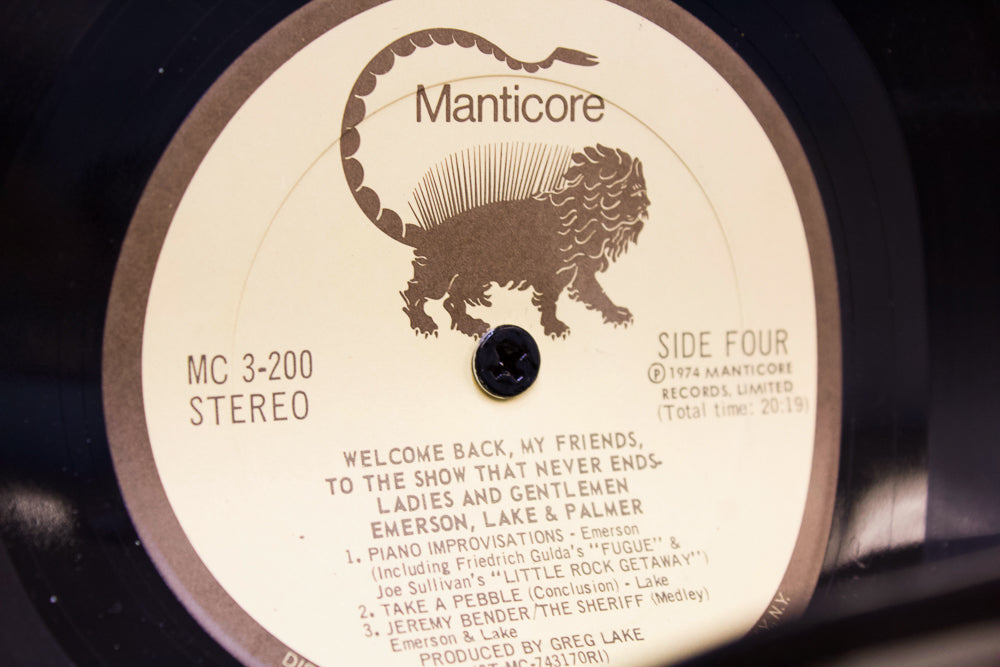 Manticore
MC 3-200
STEREO
SIDE FOUR
Ⓟ 1974 MANTICORE
RECORDS, LIMITED
(Total time: 20:19)
WELCOME BACK, MY FRIENDS,
TO THE SHOW THAT NEVER ENDS-
LADIES AND GENTLEMEN
EMERSON, LAKE & PALMER
1. PIANO IMPROVISATIONS - Emerson
(Including Friedrich Gulda's "FUGUE" &
Joe Sullivan's "LITTLE ROCK GETAWAY")
2. TAKE A PEBBLE (Conclusion) - Lake
3. JEREMY BENDER/THE SHERIFF (Medley)
Emerson & Lake
PRODUCED BY GREG LAKE
MC-743170RI)
N.Y.